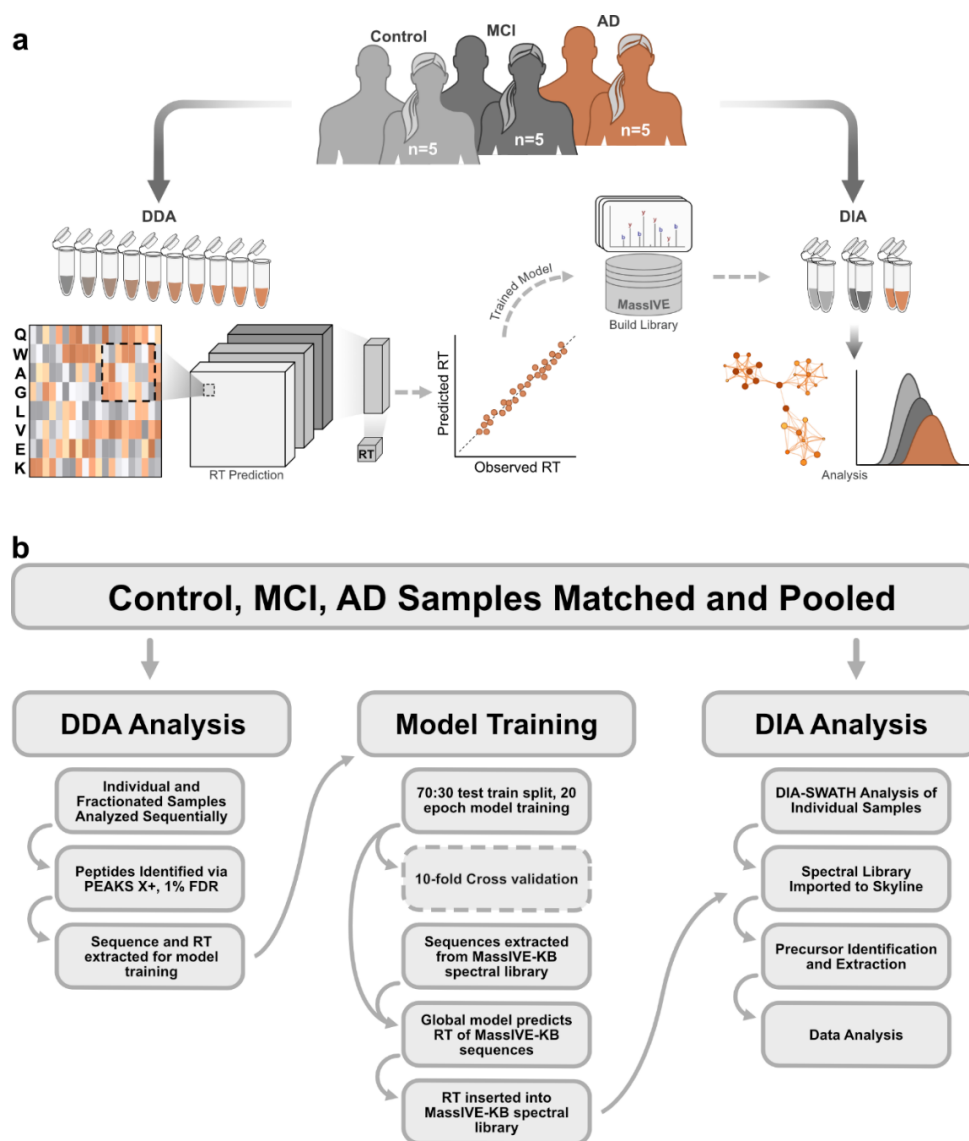 a
Control
MCI
AD
n=5
n=5
n=5
DDA
DIA
y
y
y
b
b
b
y
b
MassIVE
Build Library
Trained Model
Q
W
A
G
L
V
E
K
RT Prediction
RT
Predicted RT
Observed RT
Analysis
b
Control, MCI, AD Samples Matched and Pooled
DDA Analysis
Individual and
Fractionated Samples
Analyzed Sequentially
Peptides Identified via
PEAKS X+, 1% FDR
Sequence and RT
extracted for model
training
Model Training
70:30 test train split, 20
epoch model training
10-fold Cross validation
Sequences extracted
from MassIVE-KB
spectral library
Global model predicts
RT of MassIVE-KB
sequences
RT inserted into
MassIVE-KB spectral
library
DIA Analysis
DIA-SWATH Analysis of
Individual Samples
Spectral Library
Imported to Skyline
Precursor Identification
and Extraction
Data Analysis